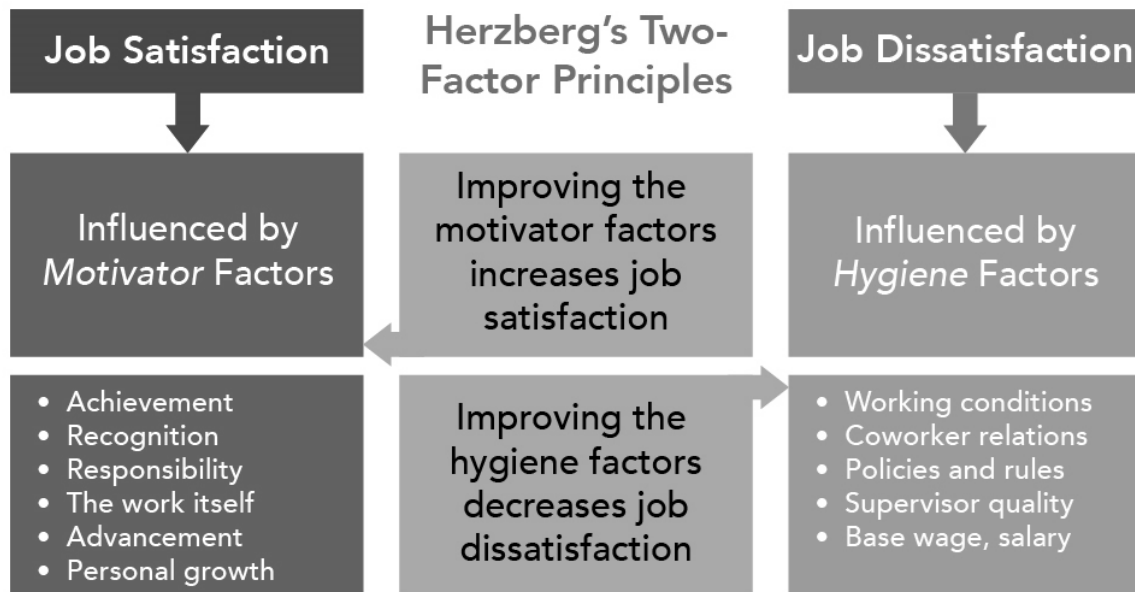 Job Satisfaction
Herzberg's Two-
Factor Principles
Job Dissatisfaction
Influenced by
Motivator Factors
Improving the
motivator factors
increases job
satisfaction
Influenced by
Hygiene Factors
• Achievement
• Recognition
• Responsibility
• The work itself
• Advancement
• Personal growth
Improving the
hygiene factors
decreases job
dissatisfaction
• Working conditions
• Coworker relations
• Policies and rules
• Supervisor quality
• Base wage, salary